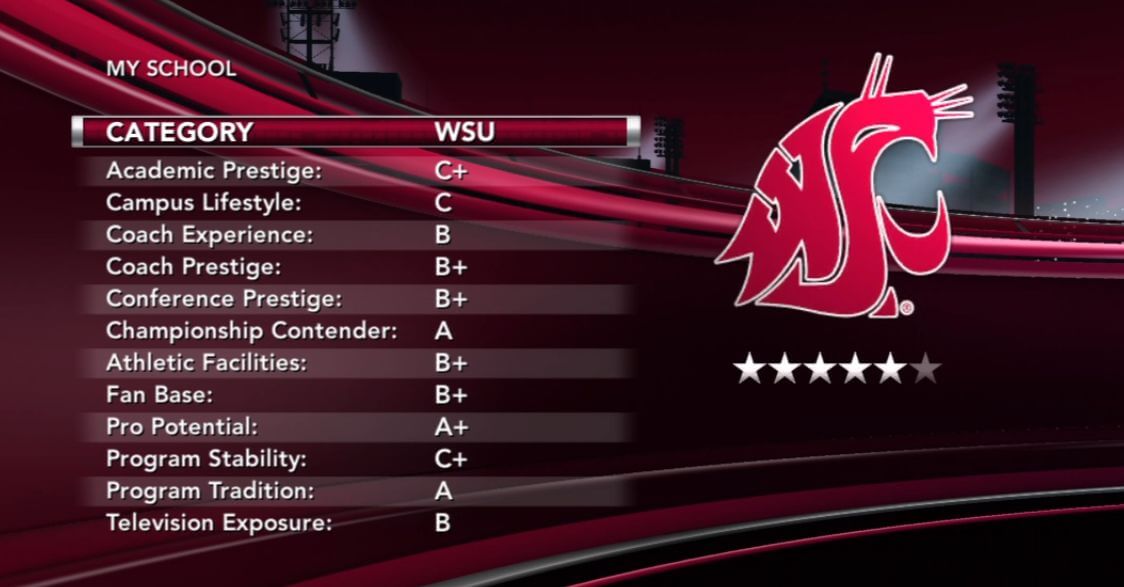 MY SCHOOL
CATEGORY WSU
Academic Prestige: C+
Campus Lifestyle: C
Coach Experience: B
Coach Prestige: B+
Conference Prestige: B+
Championship Contender: A
Athletic Facilities: B+
Fan Base: B+
Pro Potential: A+
Program Stability: C+
Program Tradition: A
Television Exposure: B
WSC
®